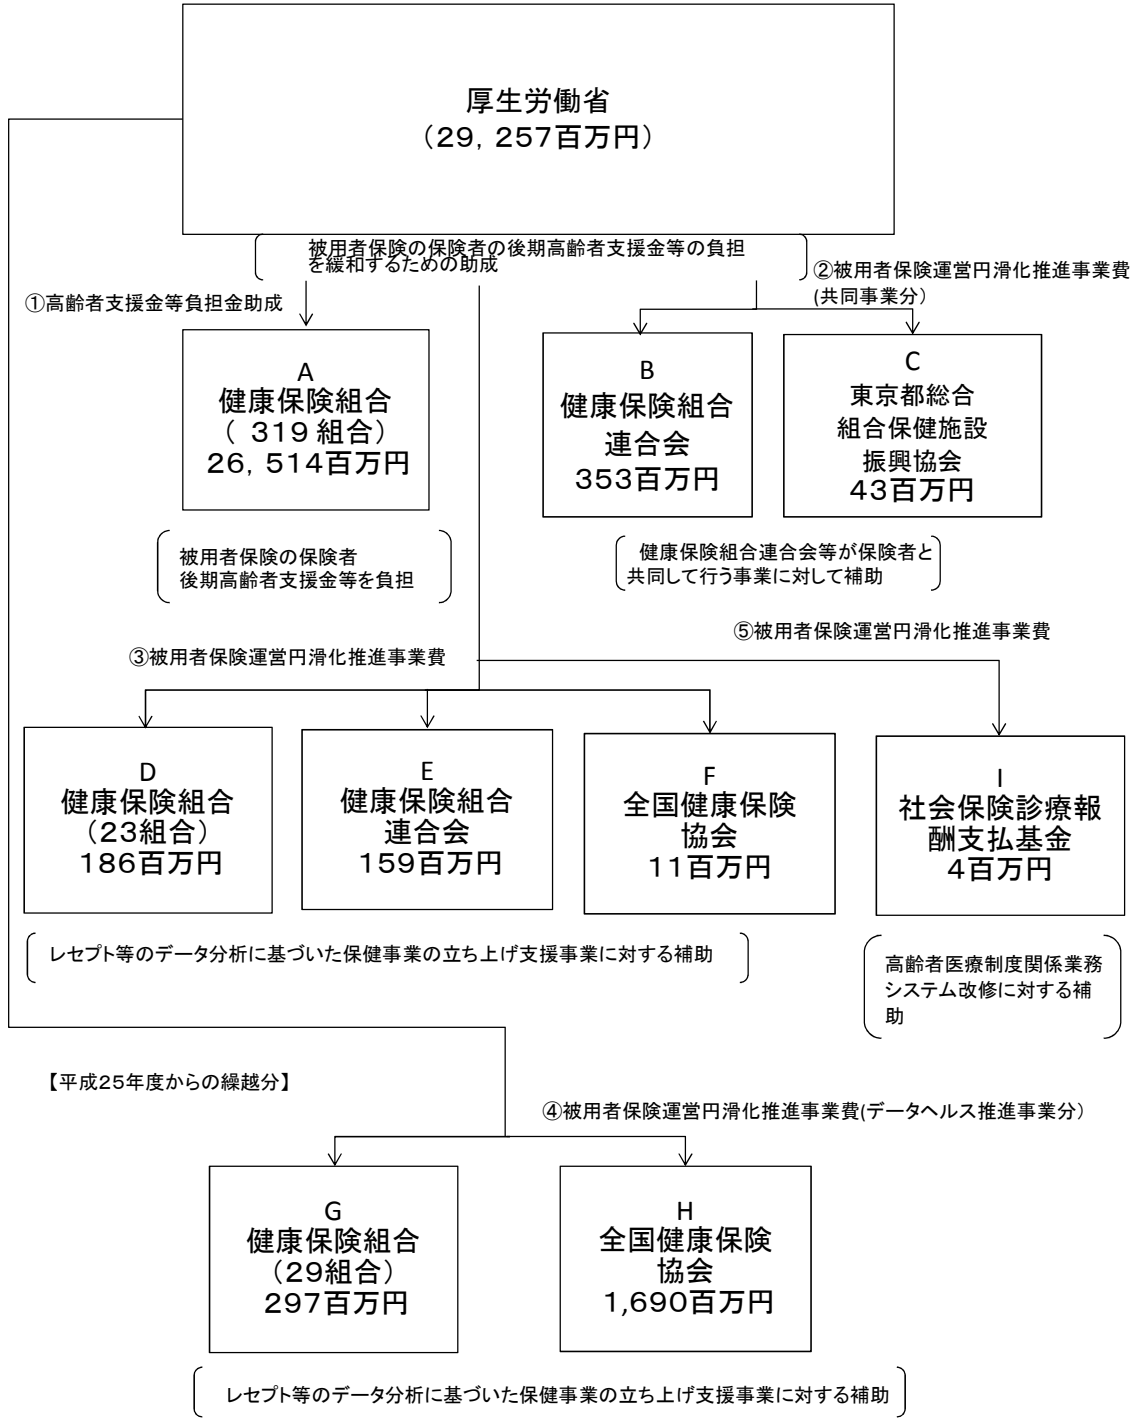 厚生労働省
（29，257百万円）
被用者保険の保険者の後期高齢者支援金等の負担
を緩和するための助成
①高齢者支援金等負担金助成
②被用者保険運営円滑化推進事業費
(共同事業分）
A
健康保険組合
（ 319組合）
26，514百万円
B
健康保険組合
連合会
353百万円
C
東京都総合
組合保健施設
振興協会
43百万円
被用者保険の保険者
後期高齢者支援金等を負担
健康保険組合連合会等が保険者と
共同して行う事業に対して補助
⑤被用者保険運営円滑化推進事業費
③被用者保険運営円滑化推進事業費
D
健康保険組合
（23組合）
186百万円
E
健康保険組合
連合会
159百万円
F
全国健康保険
協会
11百万円
I
社会保険診療報
酬支払基金
4百万円
レセプト等のデータ分析に基づいた保健事業の立ち上げ支援事業に対する補助
高齢者医療制度関係業務
システム改修に対する補
助
【平成25年度からの繰越分】
④被用者保険運営円滑化推進事業費(データヘルス推進事業分）
G
健康保険組合
（29組合）
297百万円
H
全国健康保険
協会
1,690百万円
レセプト等のデータ分析に基づいた保健事業の立ち上げ支援事業に対する補助